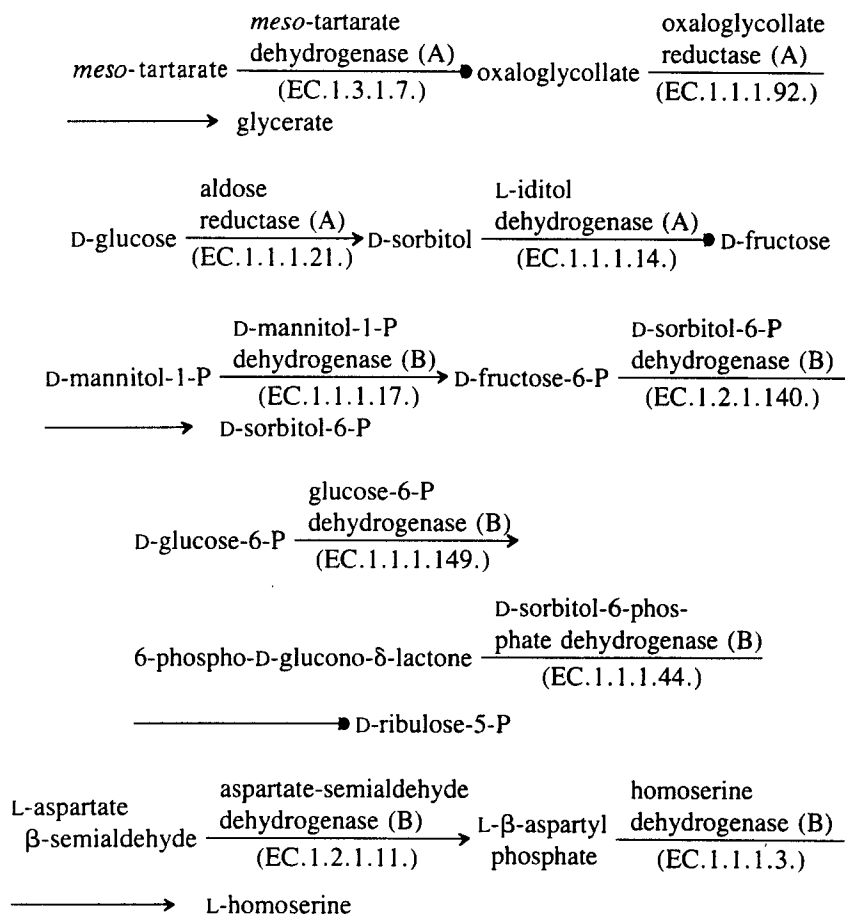 meso-tartarate
dehydrogenase (A)
meso-tartarate
(EC.1.3.1.7.)
oxaloglycollate
oxaloglycollate
reductase (A)
(EC.1.1.1.92.)
glycerate
aldose
reductase (A)
D-glucose
(EC.1.1.1.21.)
D-sorbitol
L-iditol
dehydrogenase (A)
(EC.1.1.1.14.)
D-fructose
D-mannitol-1-P
dehydrogenase (B)
D-mannitol-1-P
(EC.1.1.1.17.)
D-fructose-6-P
D-sorbitol-6-P
dehydrogenase (B)
(EC.1.2.1.140.)
D-sorbitol-6-P
glucose-6-P
dehydrogenase (B)
D-glucose-6-P
(EC.1.1.1.149.)
D-sorbitol-6-phos-
phate dehydrogenase (B)
6-phospho-D-glucono-δ-lactone
(EC.1.1.1.44.)
D-ribulose-5-P
L-aspartate
β-semialdehyde
aspartate-semialdehyde
dehydrogenase (B)
(EC.1.2.1.11.)
L-β-aspartyl
phosphate
homoserine
dehydrogenase (B)
(EC.1.1.1.3.)
L-homoserine